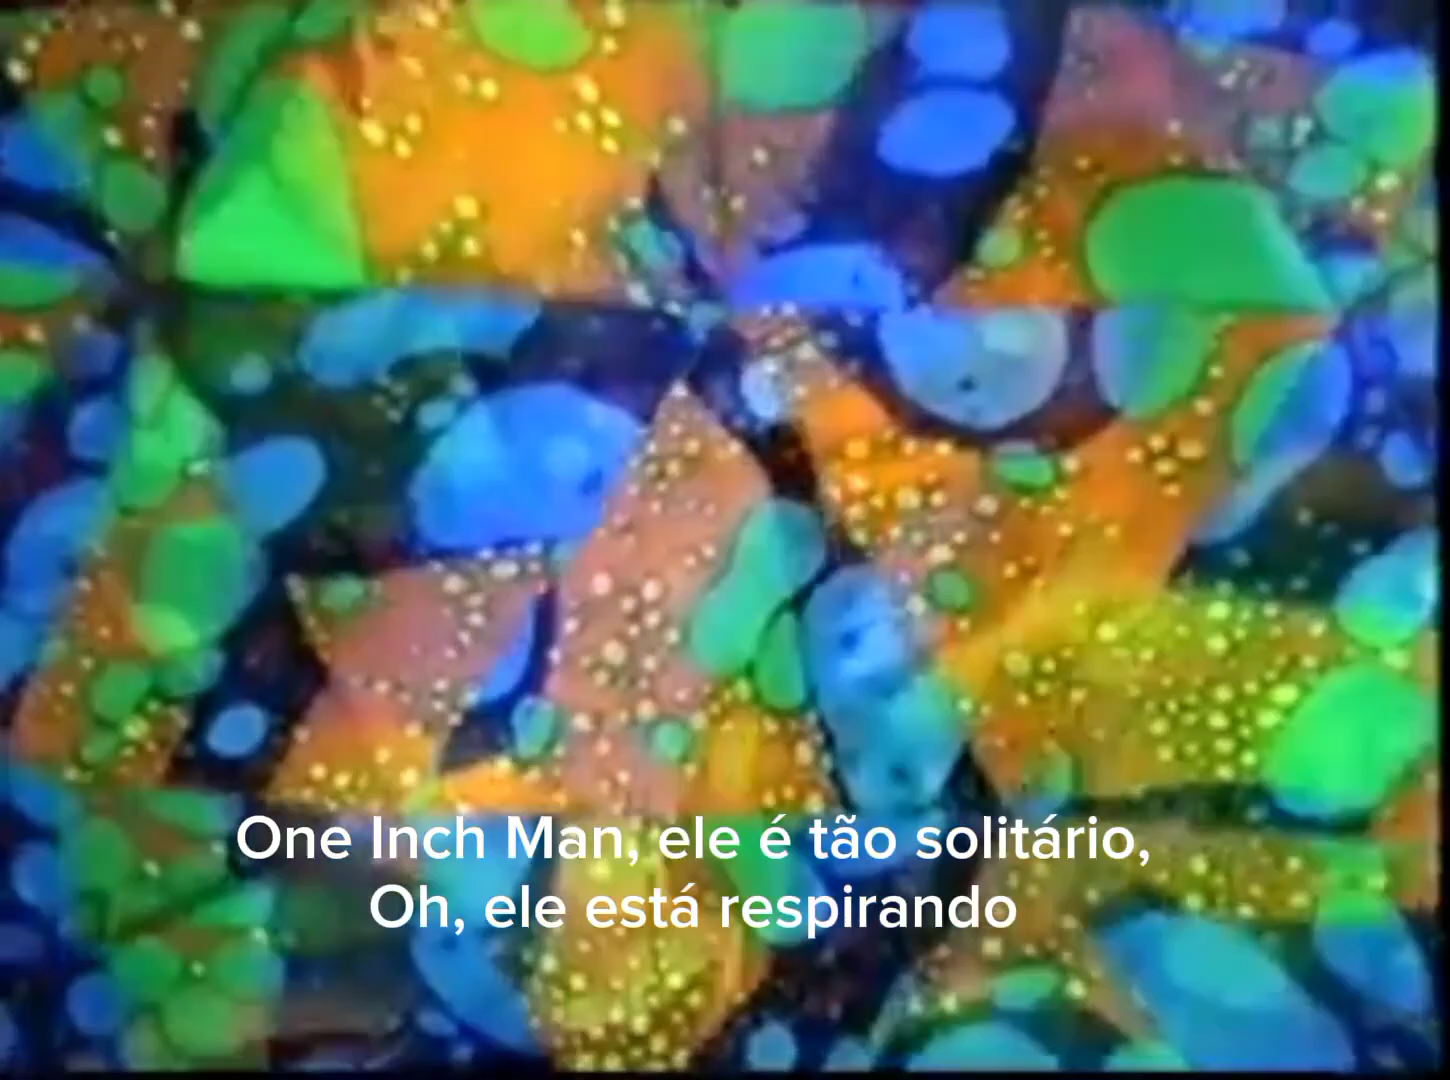 One Inch Man, ele é tão solitário,
Oh, ele está respirando